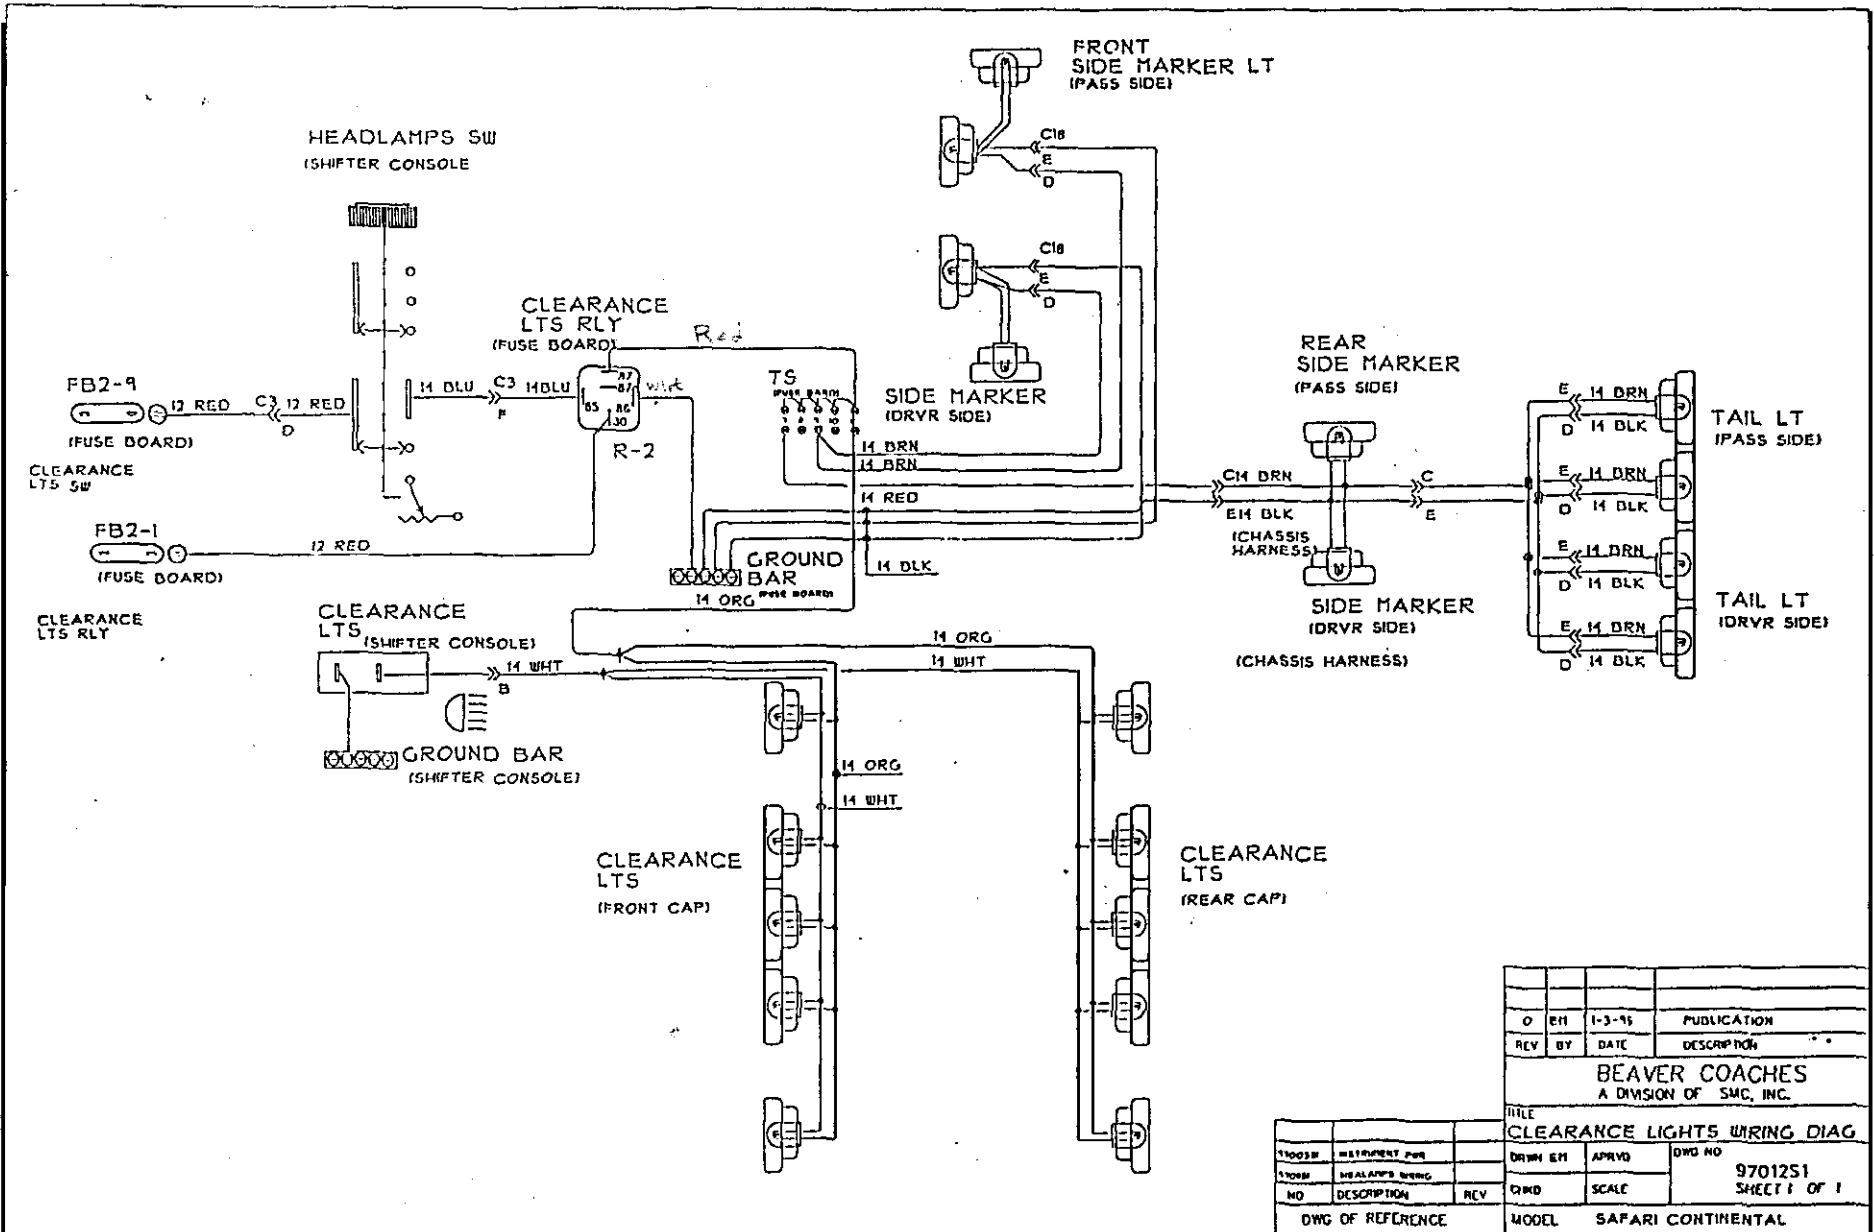 FRONT
SIDE MARKER LT
(PASS SIDE)
HEADLAMPS SW
(SHIFTER CONSOLE
C18
E
D
C18
E
D
CLEARANCE
LTS RLY
(FUSE BOARD)
Red
SIDE MARKER
(DRVR SIDE)
REAR
SIDE MARKER
(PASS SIDE)
FB2-9
12 RED
C3
12 RED
D
(FUSE BOARD)
14 BLU
C3
14BLU
F
87
85
86
30
R-2
TS
CLEARANCE
LTS SW
14 BRN
14 BRN
14 RED
C14 BRN
E14 BLK
(CHASSIS
HARNESS)
C
E
E
14 BRN
D
14 BLK
TAIL LT
(PASS SIDE)
E
14 BRN
D
14 BLK
E
14 BRN
D
14 BLK
TAIL LT
(DRVR SIDE)
E
14 BRN
D
14 BLK
FB2-1
12 RED
(FUSE BOARD)
CLEARANCE
LTS RLY
GROUND
BAR
(FUSE BOARD)
14 BLK
14 ORG
SIDE MARKER
(DRVR SIDE)
(CHASSIS HARNESS)
CLEARANCE
LTS
(SHIFTER CONSOLE)
14 WHT
B
14 ORG
14 WHT
GROUND BAR
(SHIFTER CONSOLE)
14 ORG
14 WHT
CLEARANCE
LTS
(FRONT CAP)
CLEARANCE
LTS
(REAR CAP)
0 EM PUBLICATION
REV BY DATE DESCRIPTION
BEAVER COACHES
A DIVISION OF SMC, INC.
TITLE
CLEARANCE LIGHTS WIRING DIAG
DRWN EM APRVD DWG NO
97012S1
CHKD SCALE SHEET 1 OF 1
MODEL SAFARI CONTINENTAL
INSTRUMENT PWR
HEALAMPS WIRING
NO DESCRIPTION REV
DWG OF REFERENCE